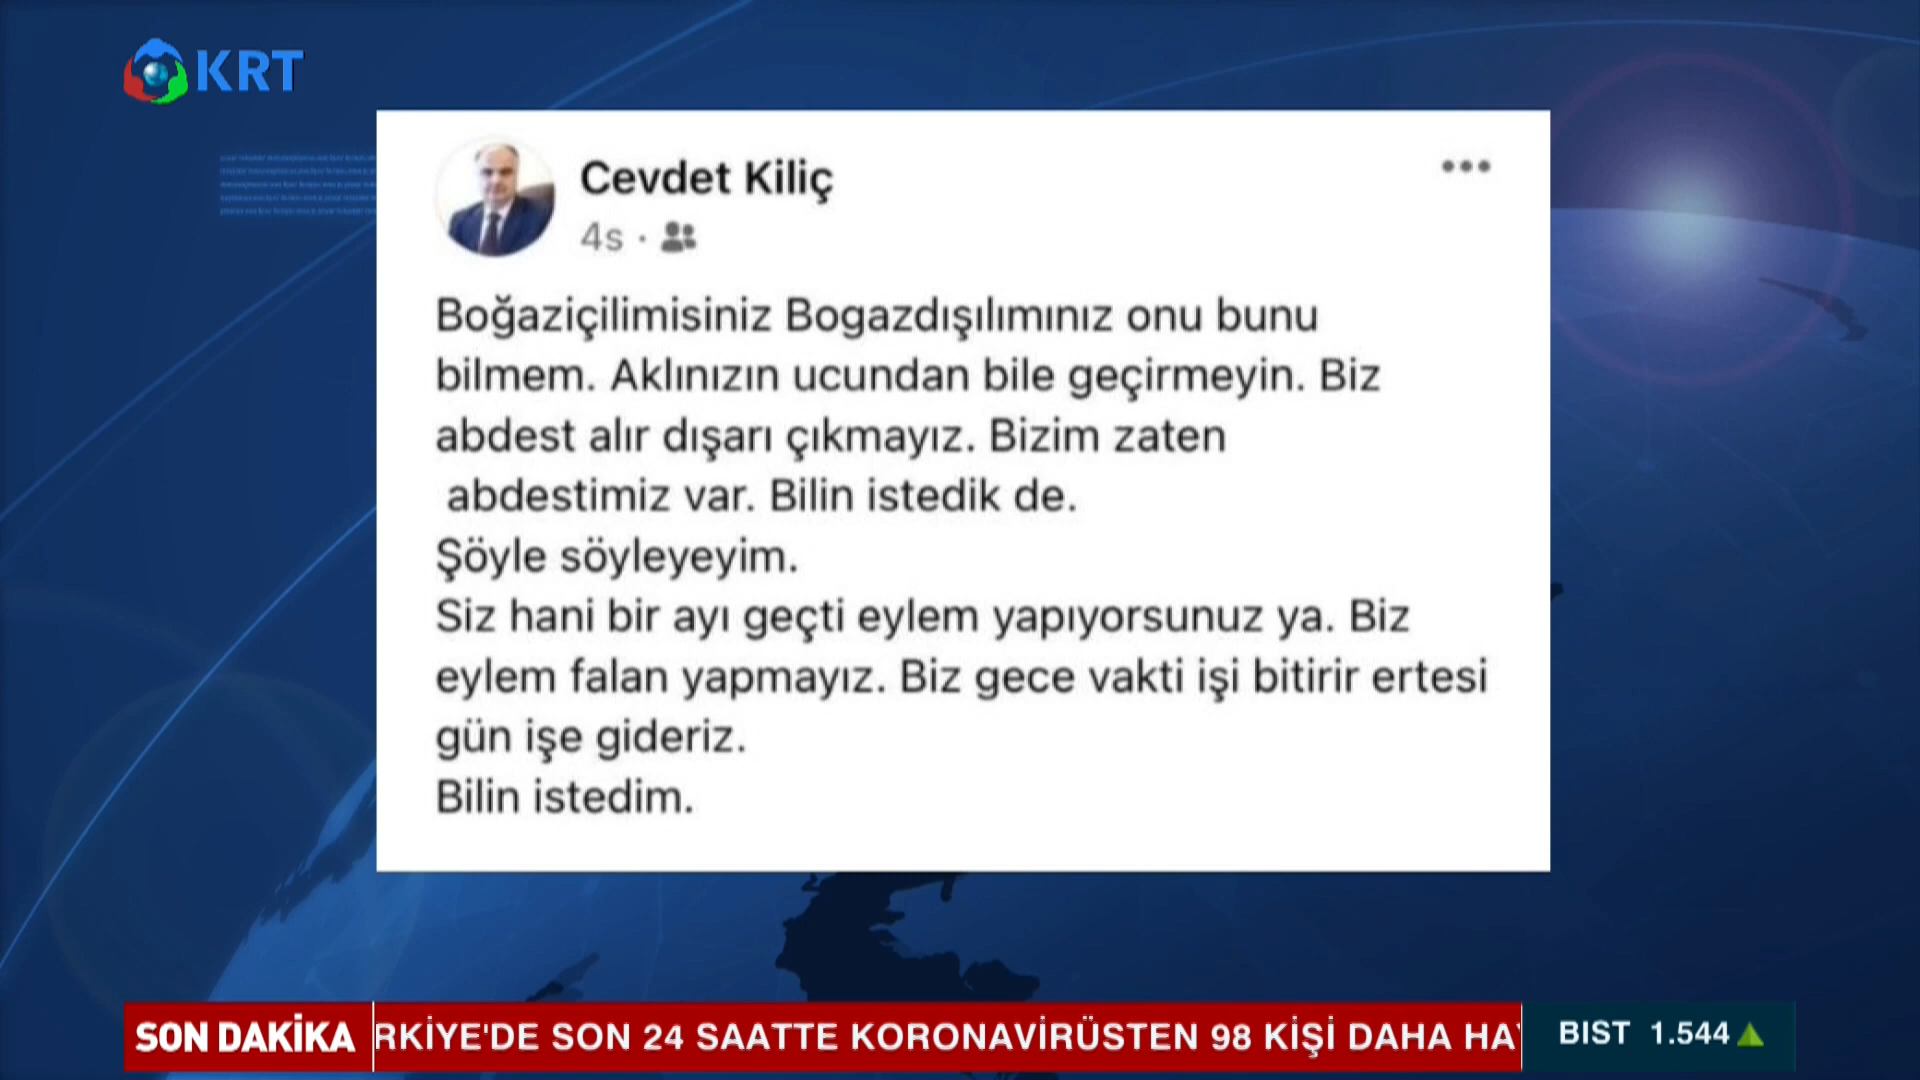 KRT
Cevdet Kiliç
4s
Boğaziçilimisiniz Bogazdışılımınız onu bunu
bilmem. Aklınızın ucundan bile geçirmeyin. Biz
abdest alır dışarı çıkmayız. Bizim zaten
abdestimiz var. Bilin istedik de.
Şöyle söyleyeyim.
Siz hani bir ayı geçti eylem yapıyorsunuz ya. Biz
eylem falan yapmayız. Biz gece vakti işi bitirir ertesi
gün işe gideriz.
Bilin istedim.
SON DAKİKA RKİYE'DE SON 24 SAATTE KORONAVİRÜSTEN 98 KİŞİ DAHA HA BIST 1.544